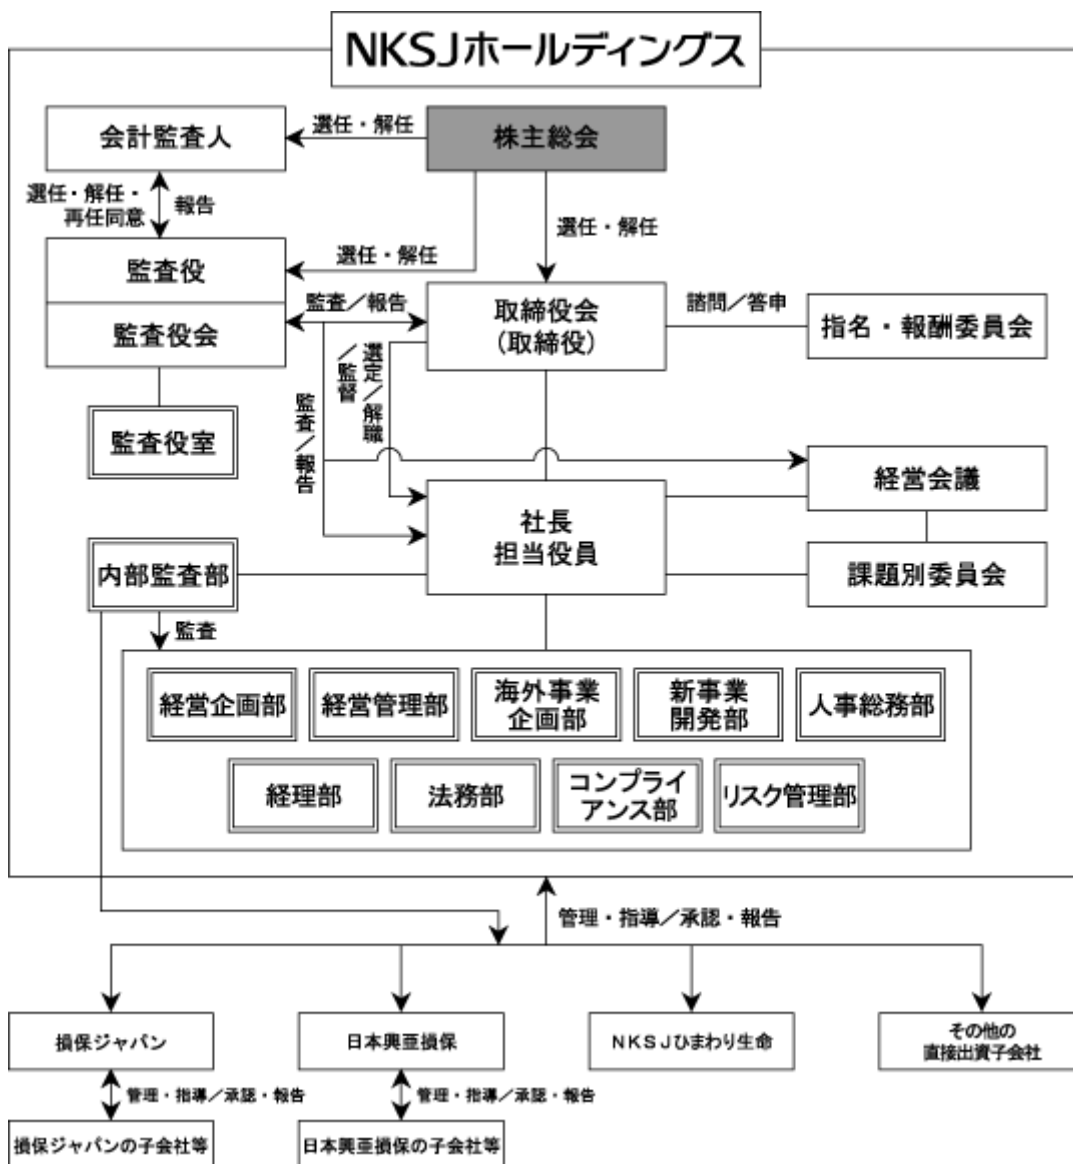 NKSJホールディングス
会計監査人
選任・解任
株主総会
選任・解任・
再任同意
報告
選任・解任
選任・解任
監査役
監査役会
監査／報告
取締役会
(取締役)
諮問／答申
指名・報酬委員会
選定／解職
／監督
監査／報告
監査役室
経営会議
社長
担当役員
内部監査部
課題別委員会
監査
経営企画部
経営管理部
海外事業
企画部
新事業
開発部
人事総務部
経理部
法務部
コンプライ
アンス部
リスク管理部
管理・指導／承認・報告
損保ジャパン
日本興亜損保
NKSJひまわり生命
その他の
直接出資子会社
管理・指導／承認・報告
管理・指導／承認・報告
損保ジャパンの子会社等
日本興亜損保の子会社等